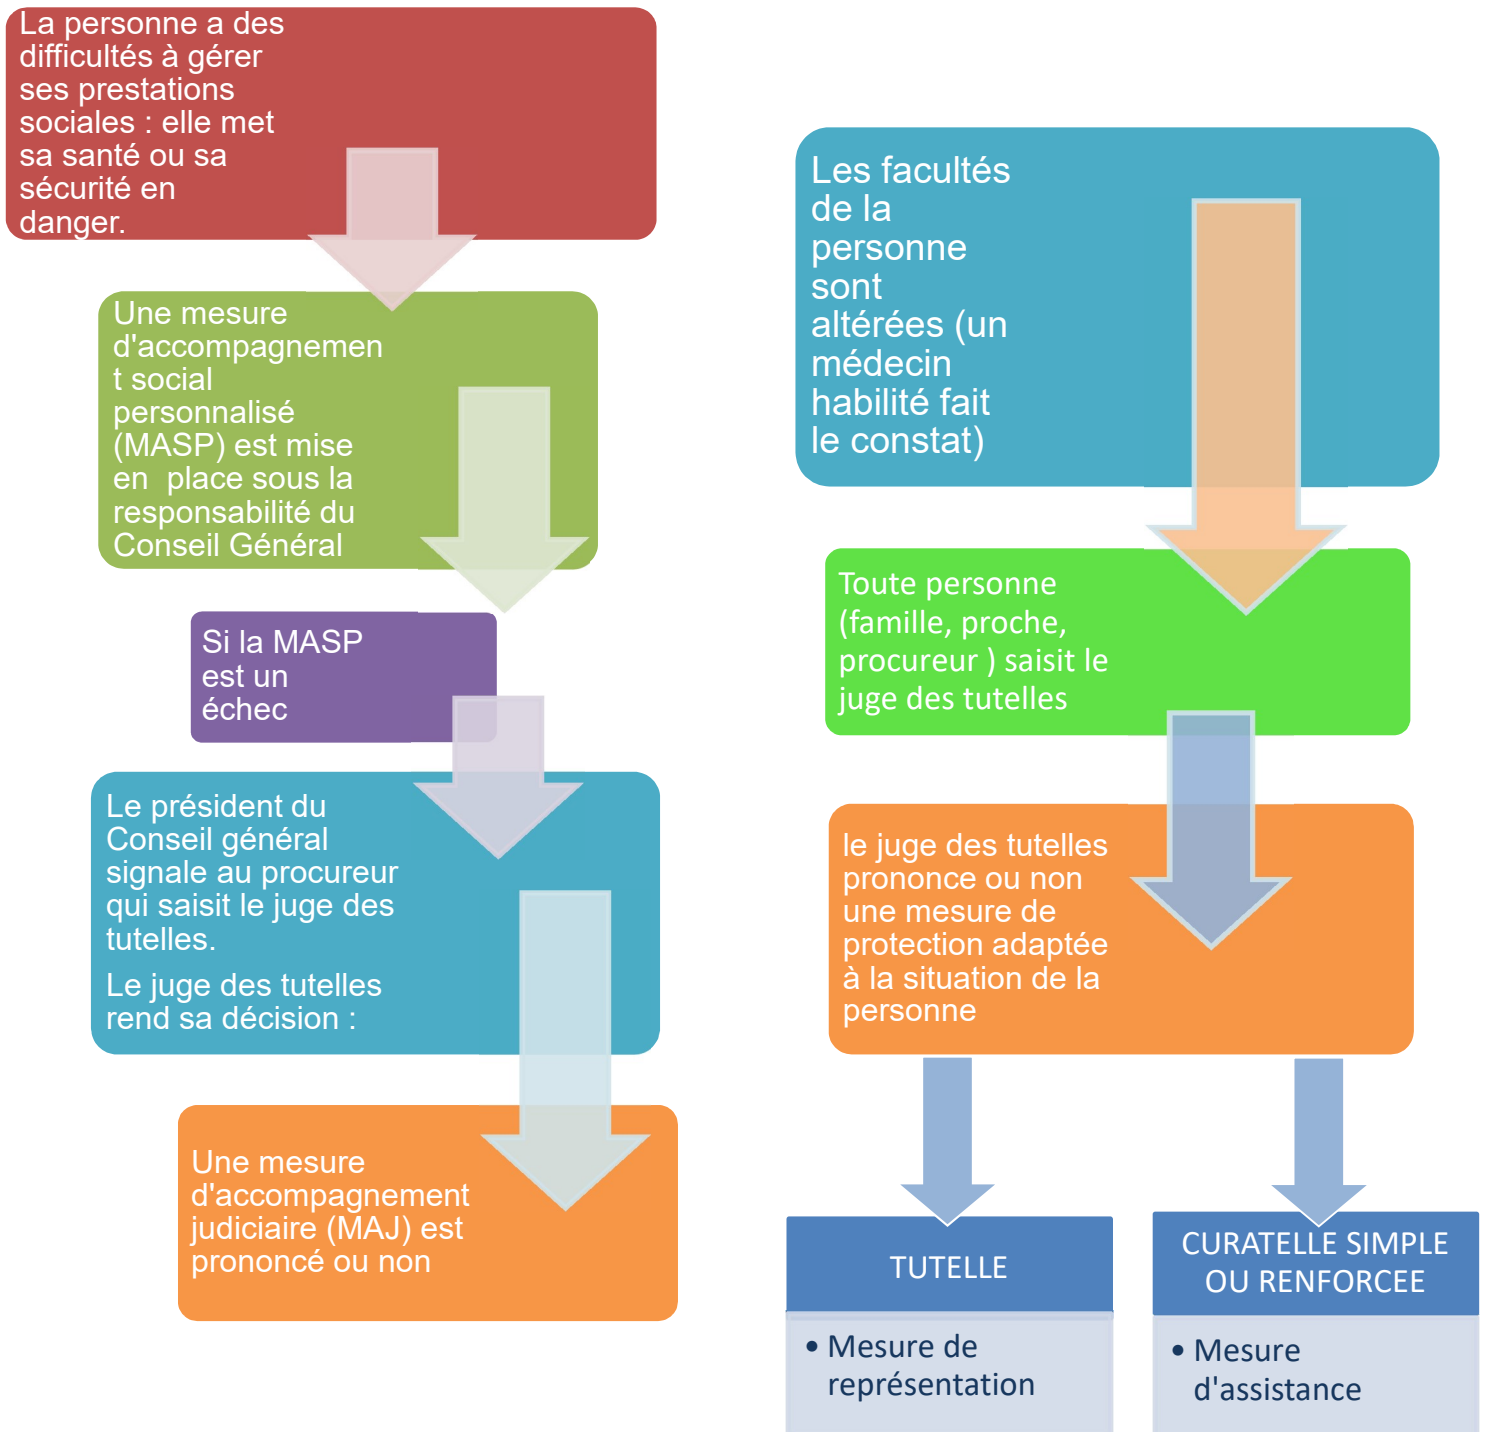 La personne a des
difficultés à gérer
ses prestations
sociales : elle met
sa santé ou sa
sécurité en
danger.
Une mesure
d'accompagnemen
t social
personnalisé
(MASP) est mise
en  place sous la
responsabilité du
Conseil Général
Si la MASP
est un
échec
Le président du
Conseil général
signale au procureur
qui saisit le juge des
tutelles.
Le juge des tutelles
rend sa décision :
Une mesure
d'accompagnement
judiciaire (MAJ) est
prononcé ou non
Les facultés
de la
personne
sont
altérées (un
médecin
habilité fait
le constat)
Toute personne
(famille, proche,
procureur ) saisit le
juge des tutelles
le juge des tutelles
prononce ou non
une mesure de
protection adaptée
à la situation de la
personne
TUTELLE
• Mesure de
représentation
CURATELLE SIMPLE
OU RENFORCEE
• Mesure
d'assistance